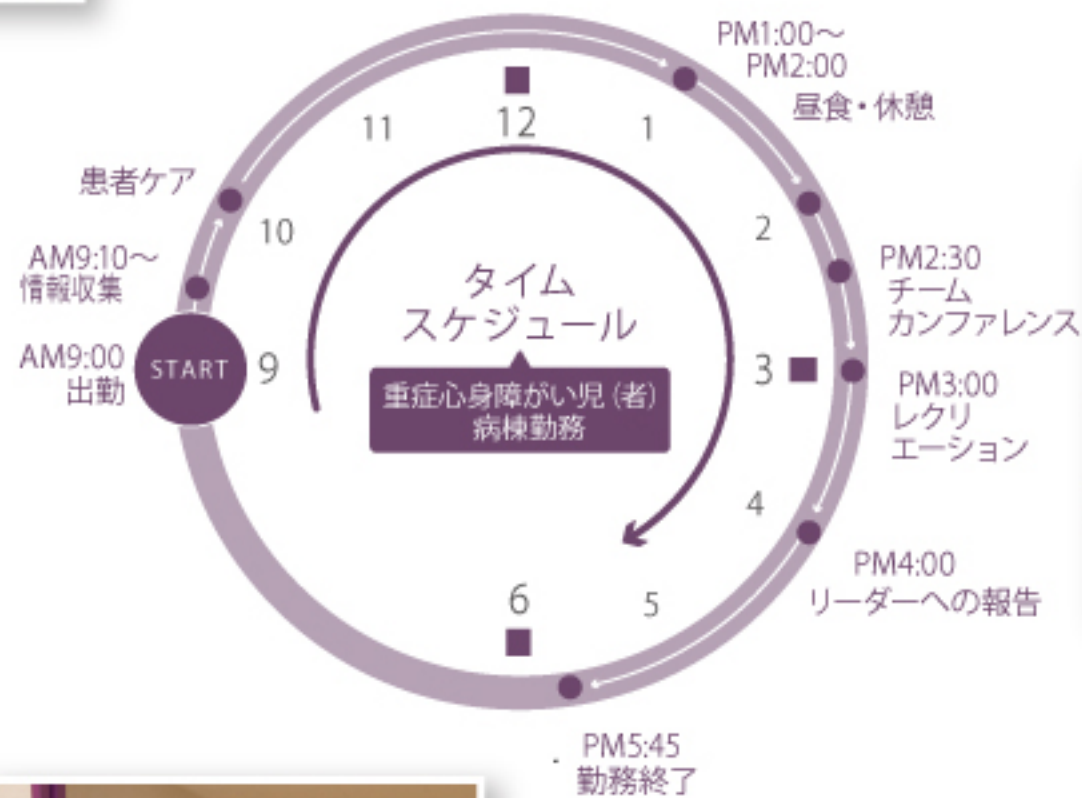 PM1:00〜
PM2:00
昼食・休憩
12
11
1
患者ケア
10
2
AM9:10〜
情報収集
タイム
スケジュール
PM2:30
チーム
カンファレンス
AM9:00
出勤
START
9
3
重症心身障がい児(者)
病棟勤務
PM3:00
レクリ
エーション
4
PM4:00
リーダーへの報告
6
5
PM5:45
勤務終了